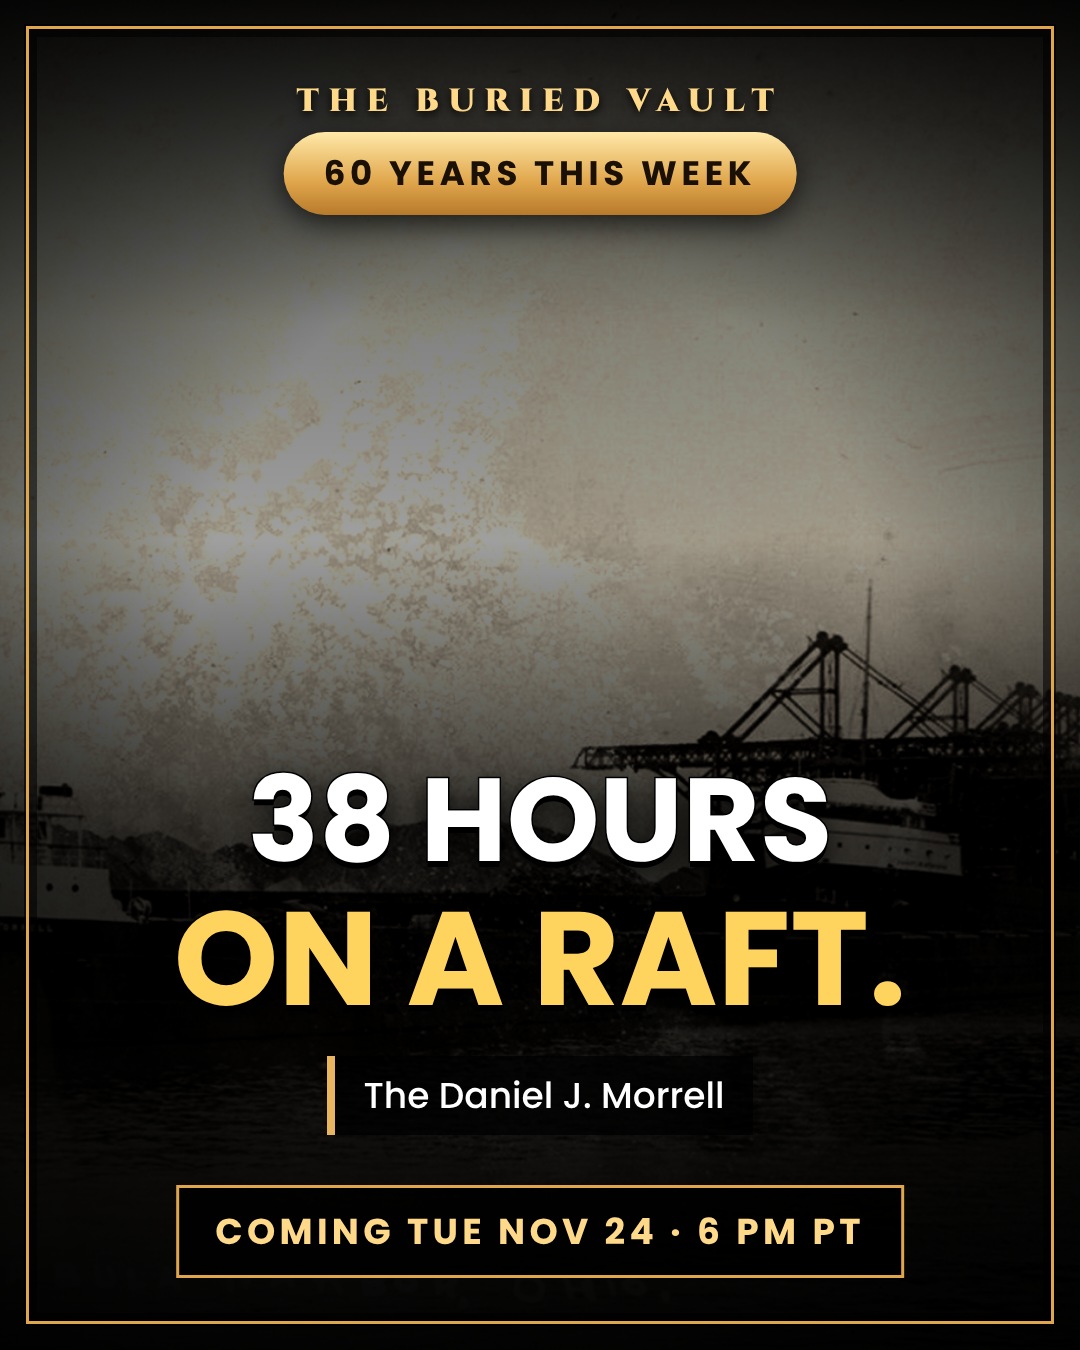 THE BURIED VAULT
60 YEARS THIS WEEK
38 HOURS
ON A RAFT.
The Daniel J. Morrell
COMING TUE NOV 24 · 6 PM PT